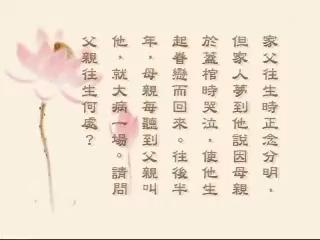 家父往生時正念分明，
但家人夢到他說因母親
於蓋棺時哭泣，使他生
起眷戀而回來。往後半
年，母親每聽到父親叫
他，就大病一場。請問
父親往生何處？